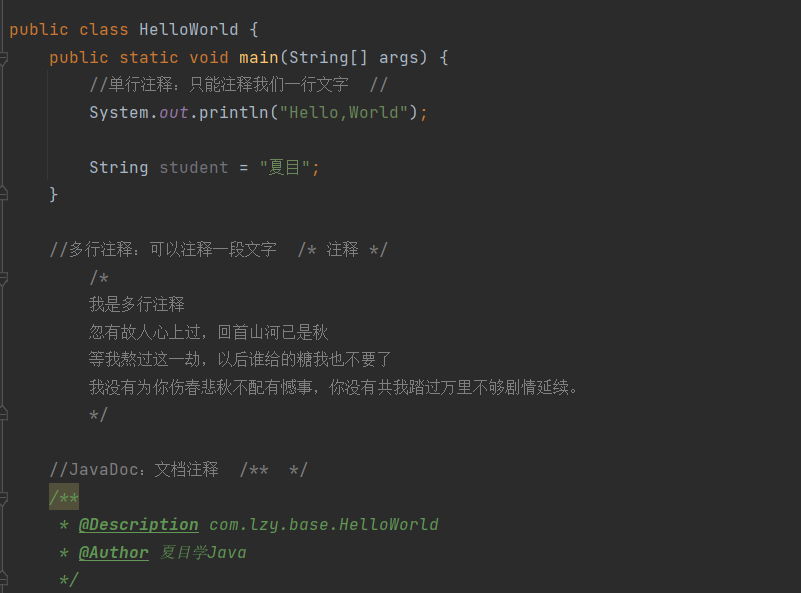 public class HelloWorld {
public static void main(String[] args) {
//单行注释：只能注释我们一行文字  //
System.out.println("Hello,World");
String student = "夏目";
}
//多行注释：可以注释一段文字  /* 注释 */
/*
我是多行注释
忽有故人心上过，回首山河已是秋
等我熬过这一劫，以后谁给的糖我也不要了
我没有为你伤春悲秋不配有憾事，你没有共我踏过万里不够剧情延续。
*/
//JavaDoc：文档注释  /**  */
/**
* @Description com.lzy.base.HelloWorld
* @Author 夏目学Java
*/